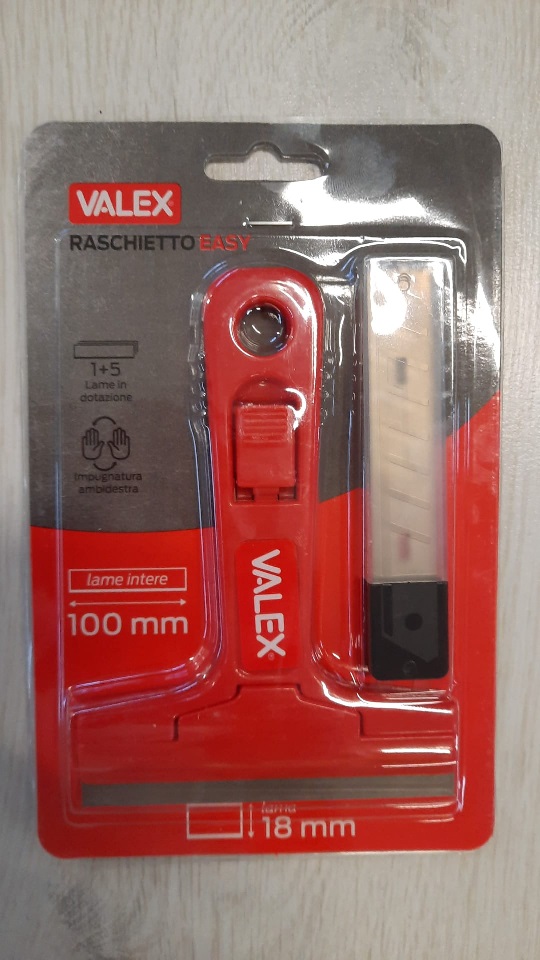 VALEX
RASCHIETTO EASY
1+5
Lame in
dotazione
Impugnatura
ambidestra
lame intere
100 mm
VALEX
lama
18 mm